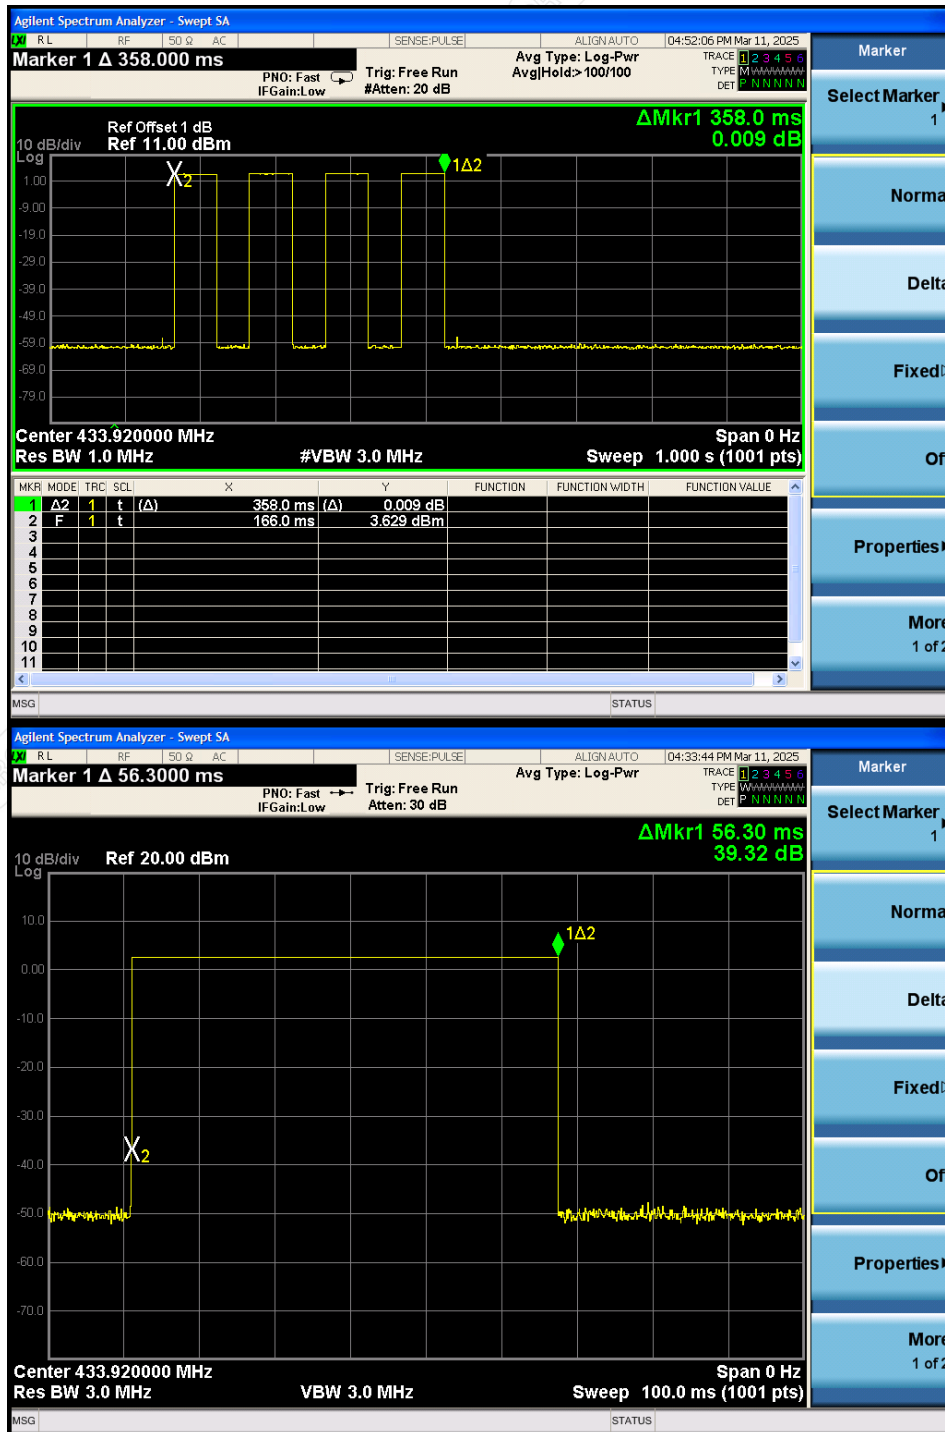 Agilent Spectrum Analyzer - Swept SA
LXI RL RF 50 Ω AC SENSE:PULSE ALIGN AUTO 04:52:06 PM Mar 11, 2025
Marker 1 Δ 358.000 ms
PNO: Fast
IFGain:Low
Trig: Free Run
#Atten: 20 dB
Avg Type: Log-Pwr
Avg|Hold:>100/100
TRACE 1 2 3 4 5 6
TYPE M
DET P N N N N N
ΔMkr1 358.0 ms
0.009 dB
Ref Offset 1 dB
10 dB/div Ref 11.00 dBm
Log
1Δ2
2
1.00
-9.00
-19.0
-29.0
-39.0
-49.0
-59.0
-69.0
-79.0
Center 433.920000 MHz Span 0 Hz
Res BW 1.0 MHz #VBW 3.0 MHz Sweep 1.000 s (1001 pts)
MKR MODE TRC SCL X Y FUNCTION FUNCTION WIDTH FUNCTION VALUE
1 Δ2 1 t (Δ) 358.0 ms (Δ) 0.009 dB
2 F 1 t 166.0 ms 3.629 dBm
3
4
5
6
7
8
9
10
11
MSG STATUS
Marker
Select Marker
1
Norma
Delta
Fixed
Of
Properties
More
1 of 2
Agilent Spectrum Analyzer - Swept SA
LXI RL RF 50 Ω AC SENSE:PULSE ALIGN AUTO 04:33:44 PM Mar 11, 2025
Marker 1 Δ 56.3000 ms
PNO: Fast
IFGain:Low
Trig: Free Run
Atten: 30 dB
Avg Type: Log-Pwr
TRACE 1 2 3 4 5 6
TYPE W
DET P N N N N N
ΔMkr1 56.30 ms
39.32 dB
10 dB/div Ref 20.00 dBm
Log
1Δ2
2
10.0
0.00
-10.0
-20.0
-30.0
-40.0
-50.0
-60.0
-70.0
Center 433.920000 MHz Span 0 Hz
Res BW 3.0 MHz VBW 3.0 MHz Sweep 100.0 ms (1001 pts)
MSG STATUS
Marker
Select Marker
1
Norma
Delta
Fixed
Of
Properties
More
1 of 2